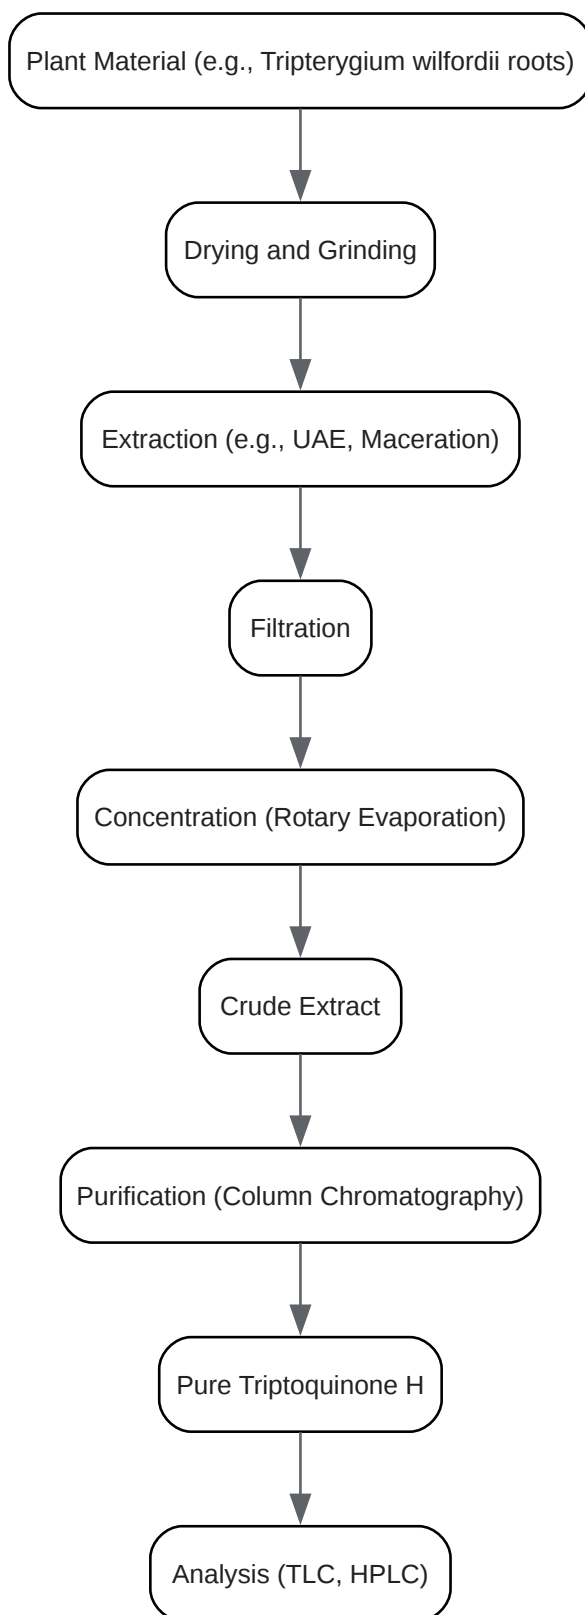 Plant Material (e.g., Tripterygium wilfordii roots)
Drying and Grinding
Extraction (e.g., UAE, Maceration)
Filtration
Concentration (Rotary Evaporation)
Crude Extract
Purification (Column Chromatography)
Pure Triptoquinone H
Analysis (TLC, HPLC)